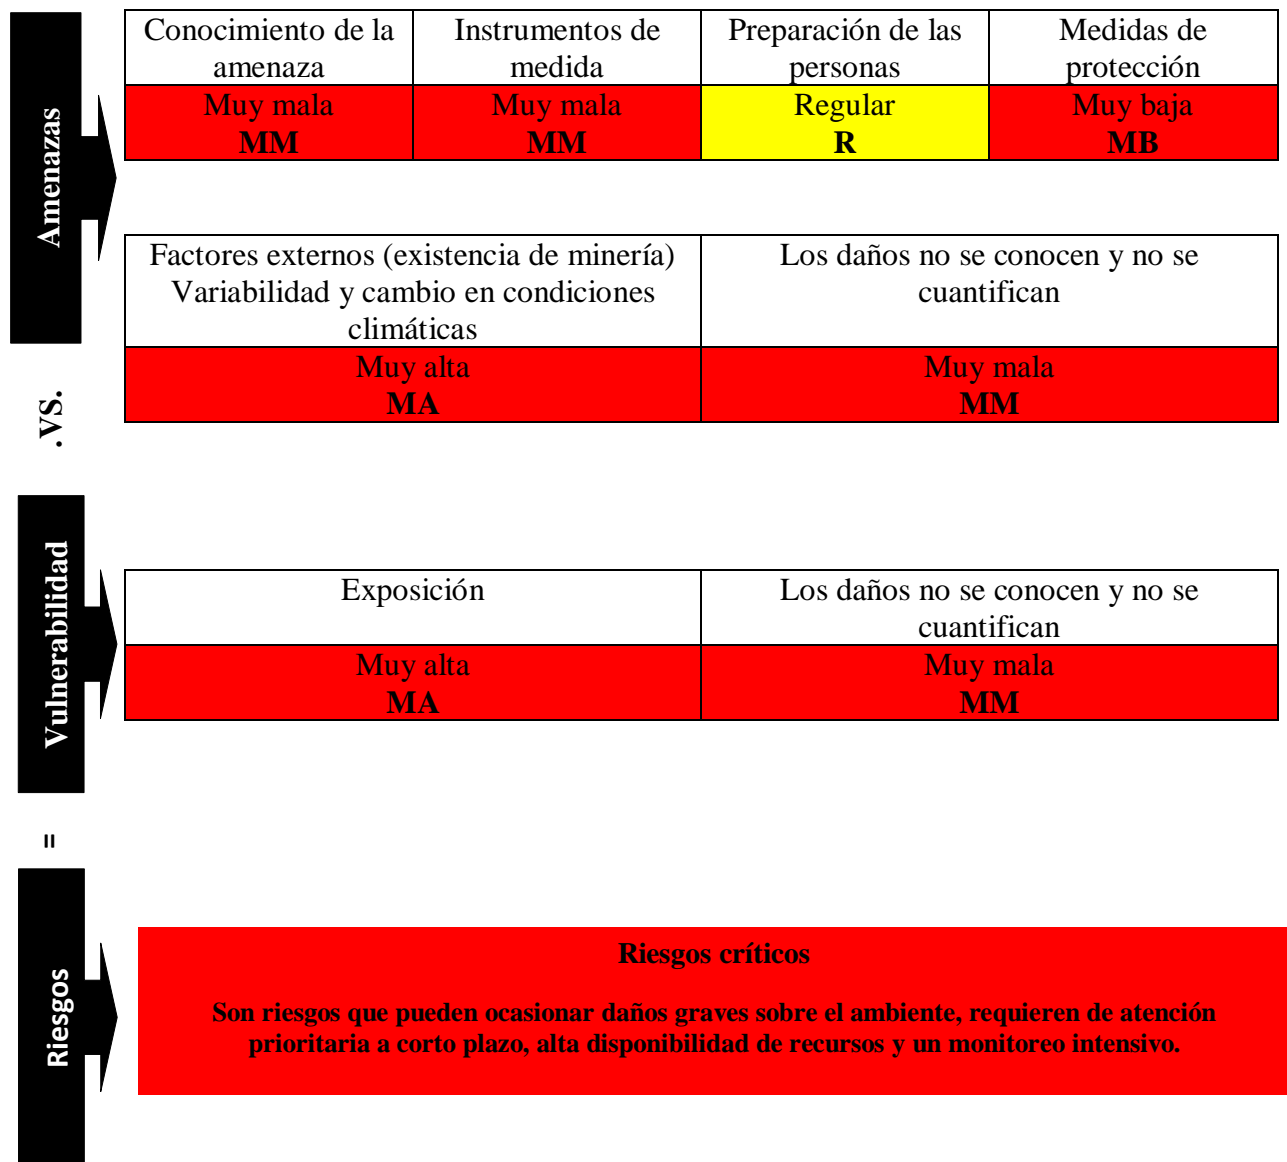 Amenazas
Conocimiento de la
amenaza
Instrumentos de
medida
Preparación de las
personas
Medidas de
protección
Muy mala
MM
Muy mala
MM
Regular
R
Muy baja
MB
Factores externos (existencia de minería)
Variabilidad y cambio en condiciones
climáticas
Los daños no se conocen y no se
cuantifican
Muy alta
MA
Muy mala
MM
.VS.
Vulnerabilidad
Exposición
Los daños no se conocen y no se
cuantifican
Muy alta
MA
Muy mala
MM
=
Riesgos
Riesgos críticos
Son riesgos que pueden ocasionar daños graves sobre el ambiente, requieren de atención
prioritaria a corto plazo, alta disponibilidad de recursos y un monitoreo intensivo.